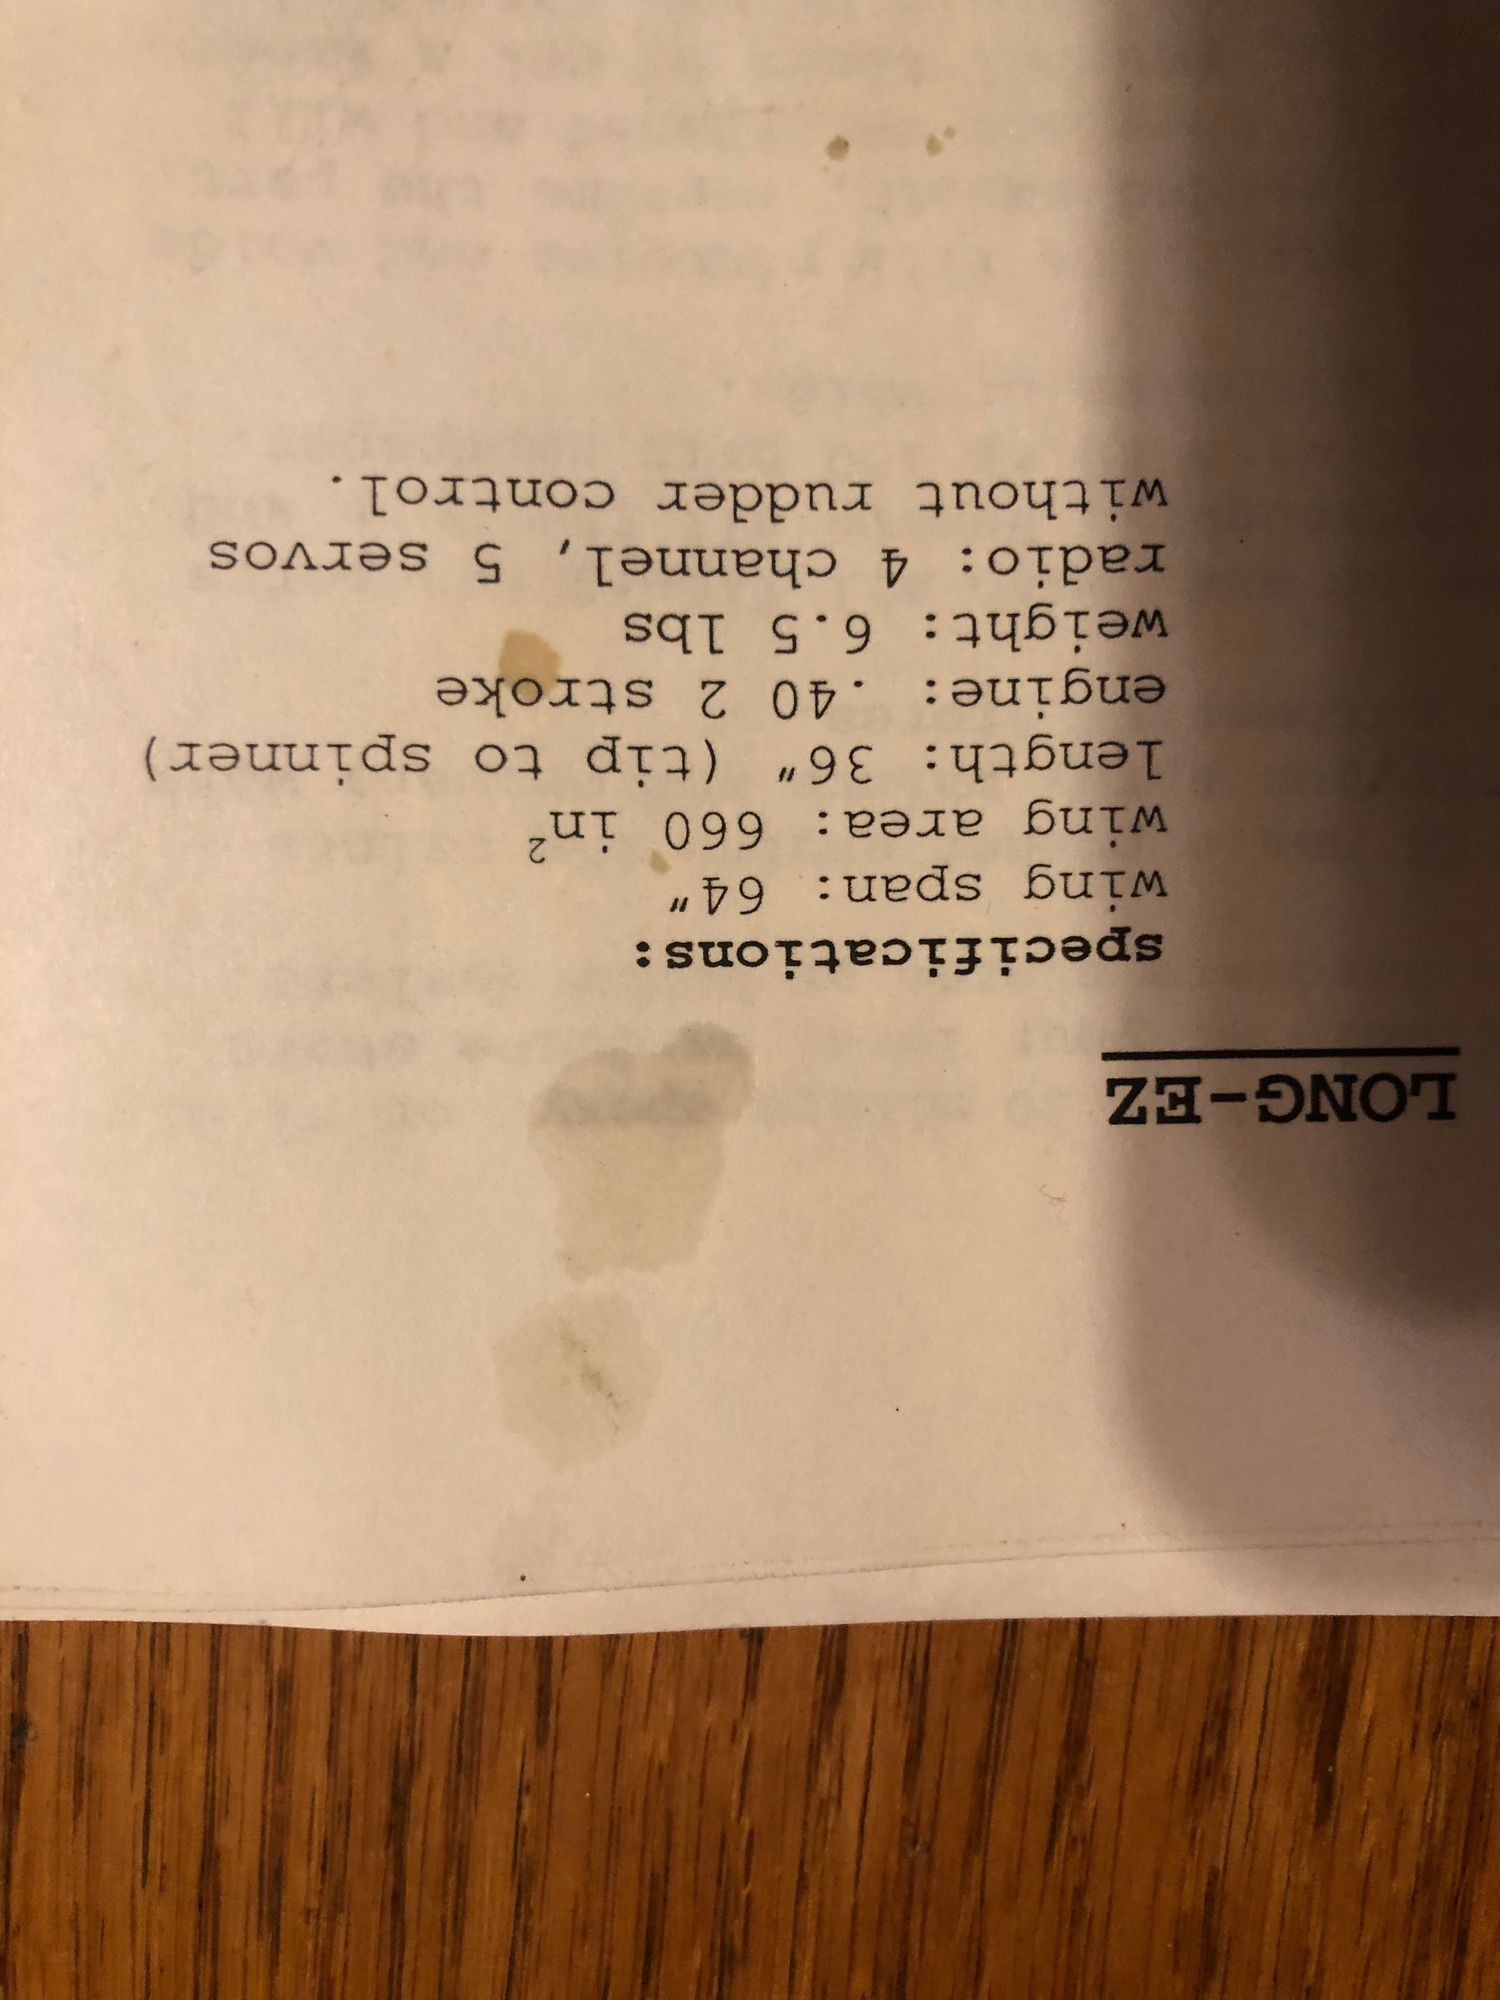 LONG-EZ
specifications:
wing span: 64"
wing area: 660 in²
length: 36" (tip to spinner)
engine: .40 2 stroke
weight: 6.5 lbs
radio: 4 channel, 5 servos
without rudder control.